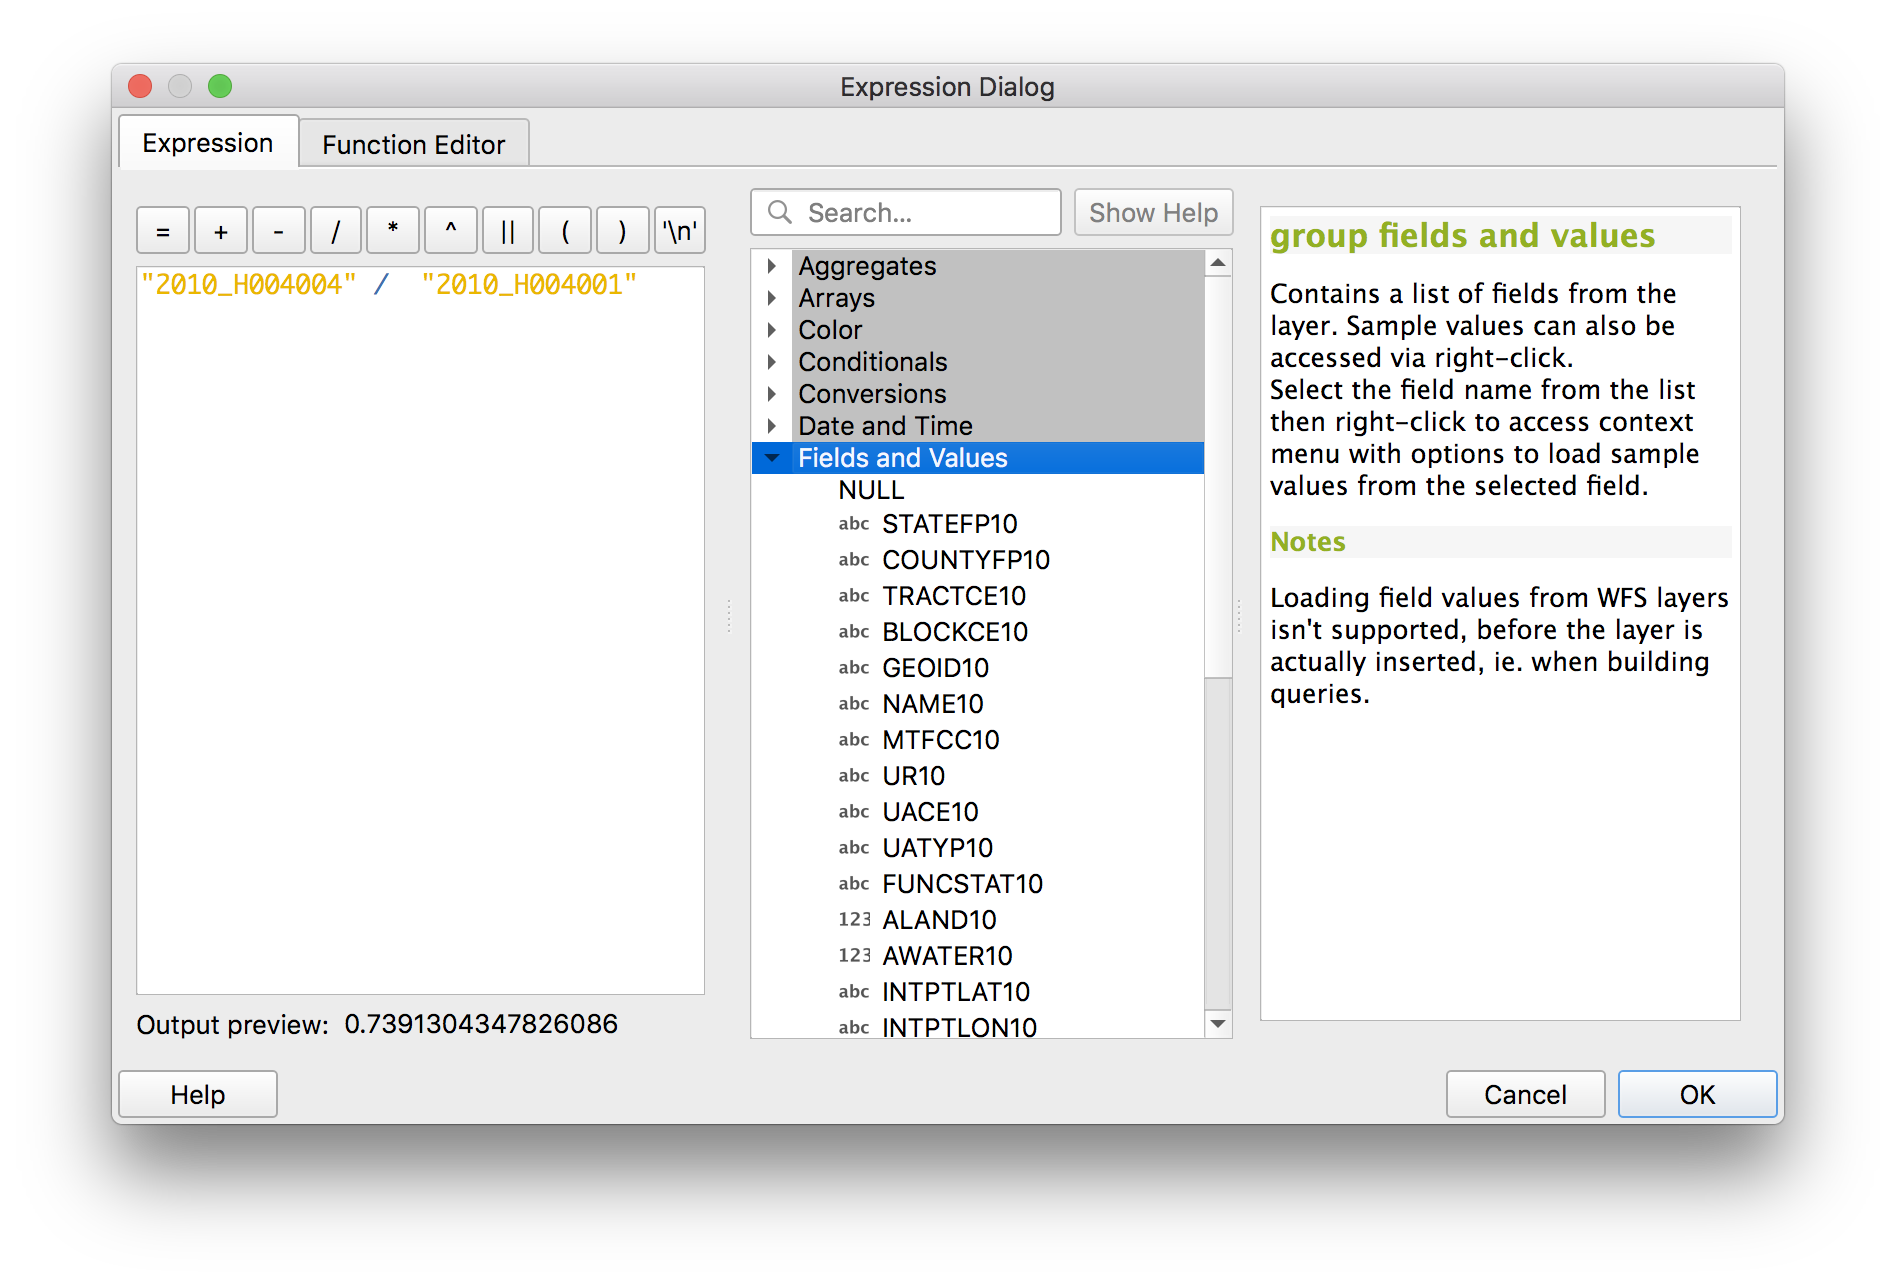 Expression Dialog
Expression
Function Editor
= + - / * ^ || ( ) '\n'
"2010_H004004" / "2010_H004001"
Output preview: 0.7391304347826086
Search...
Show Help
Aggregates
Arrays
Color
Conditionals
Conversions
Date and Time
Fields and Values
NULL
abc STATEFP10
abc COUNTYFP10
abc TRACTCE10
abc BLOCKCE10
abc GEOID10
abc NAME10
abc MTFCC10
abc UR10
abc UACE10
abc UATYP10
abc FUNCSTAT10
123 ALAND10
123 AWATER10
abc INTPTLAT10
abc INTPTLON10
group fields and values
Contains a list of fields from the
layer. Sample values can also be
accessed via right-click.
Select the field name from the list
then right-click to access context
menu with options to load sample
values from the selected field.
Notes
Loading field values from WFS layers
isn't supported, before the layer is
actually inserted, ie. when building
queries.
Help
Cancel
OK